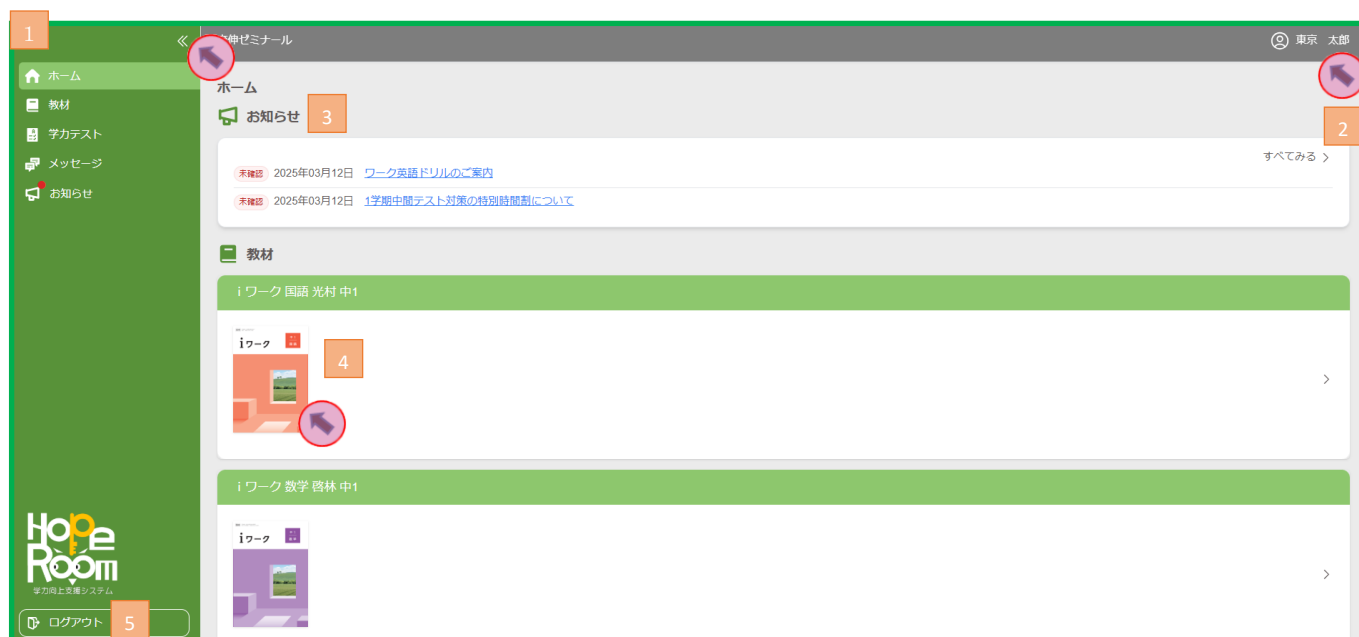 1
伸ゼミナール
東京 太郎
ホーム
教材
学力テスト
メッセージ
お知らせ
ホーム
お知らせ 3
2
すべてみる
未確認 2025年03月12日 ワーク英語ドリルのご案内
未確認 2025年03月12日 1学期中間テスト対策の特別時間割について
教材
i ワーク 国語 光村 中1
iワーク
4
i ワーク 数学 啓林 中1
iワーク
Hope
Room
学力向上支援システム
ログアウト 5